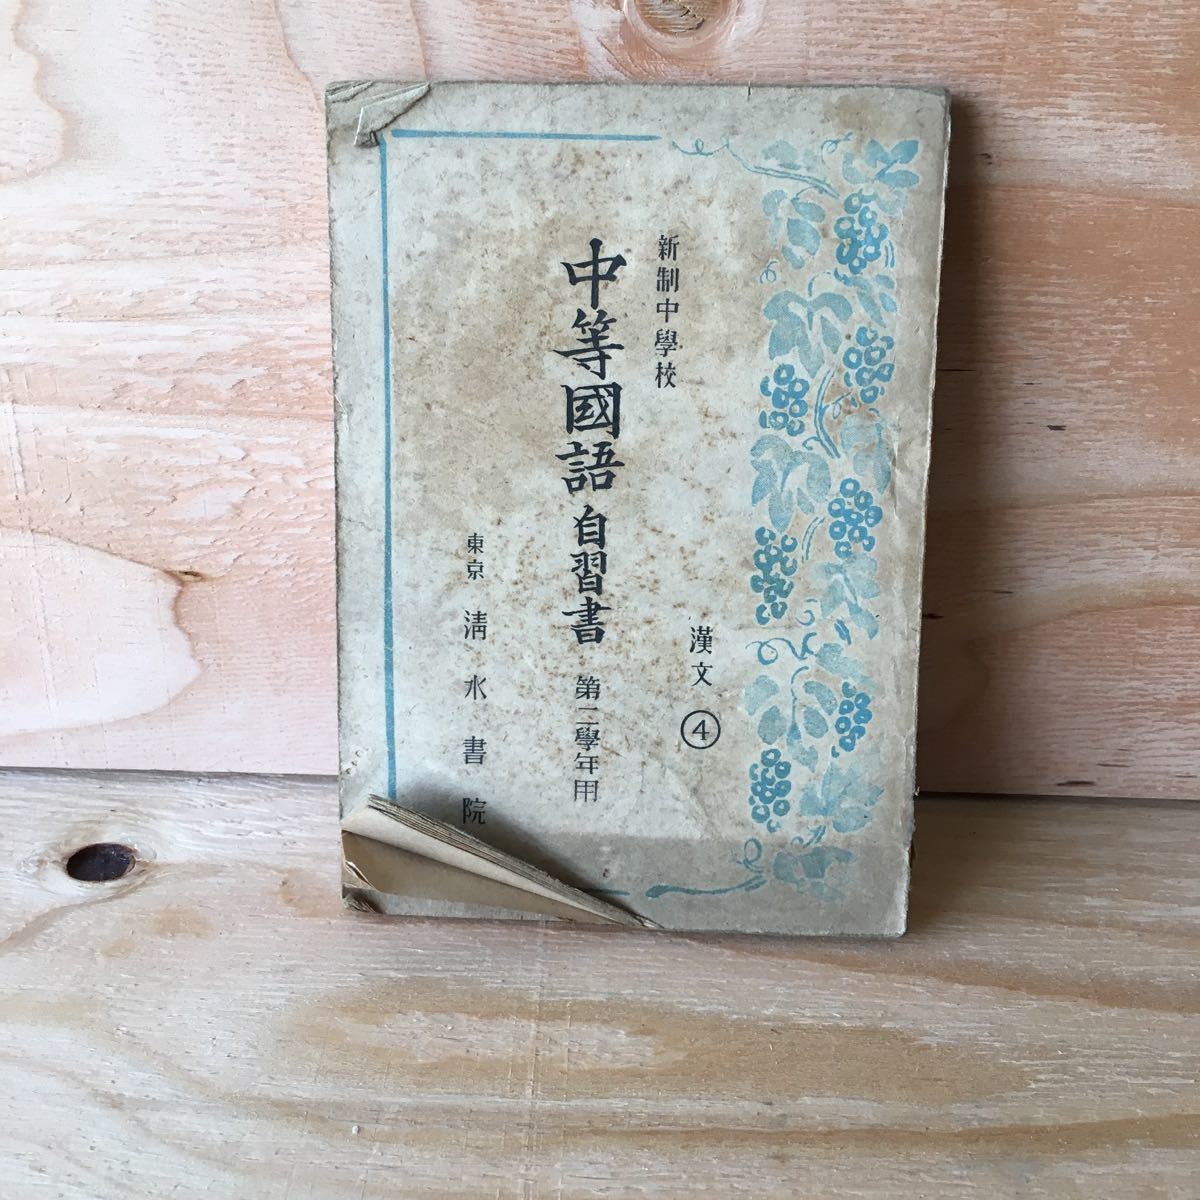 新制中學校
漢文④
中等國語自習書 第二學年用
東京 淸水書院